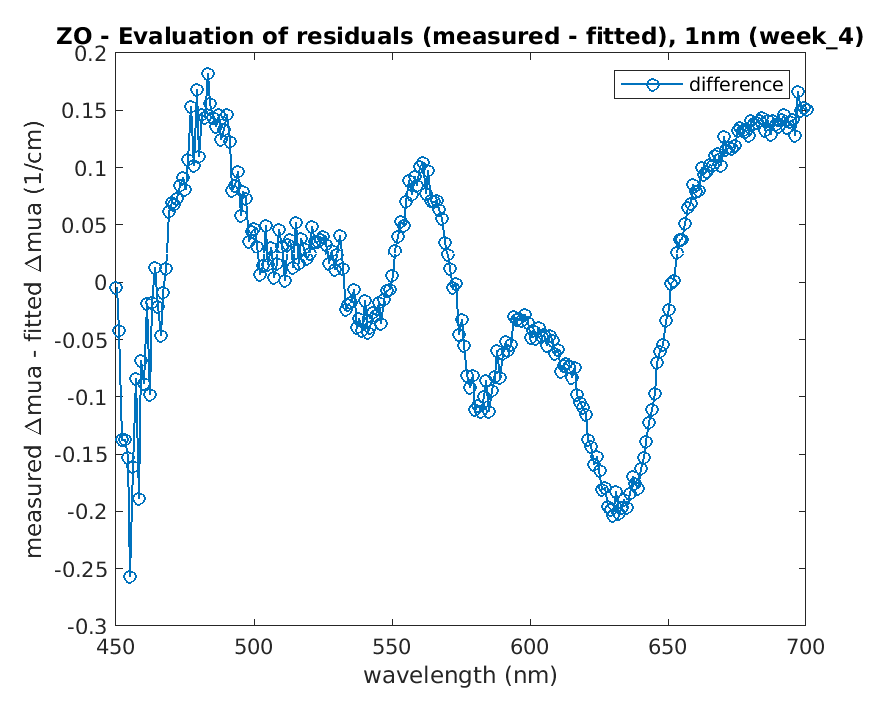 ZO - Evaluation of residuals (measured - fitted), 1nm (week_4)
difference
measured Δmua - fitted Δmua (1/cm)
0.2
0.15
0.1
0.05
0
-0.05
-0.1
-0.15
-0.2
-0.25
-0.3
450 500 550 600 650 700
wavelength (nm)